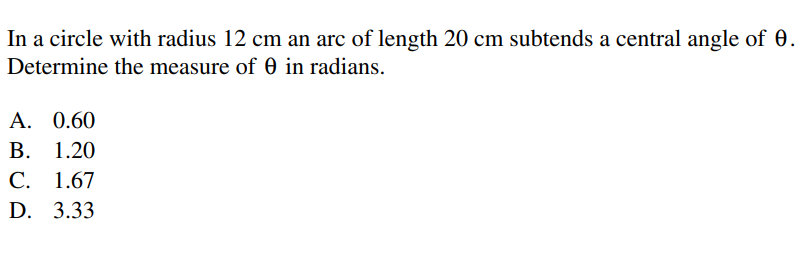 In a circle with radius 12 cm an arc of length 20 cm subtends a central angle of θ.
Determine the measure of θ in radians.
A. 0.60
B. 1.20
C. 1.67
D. 3.33